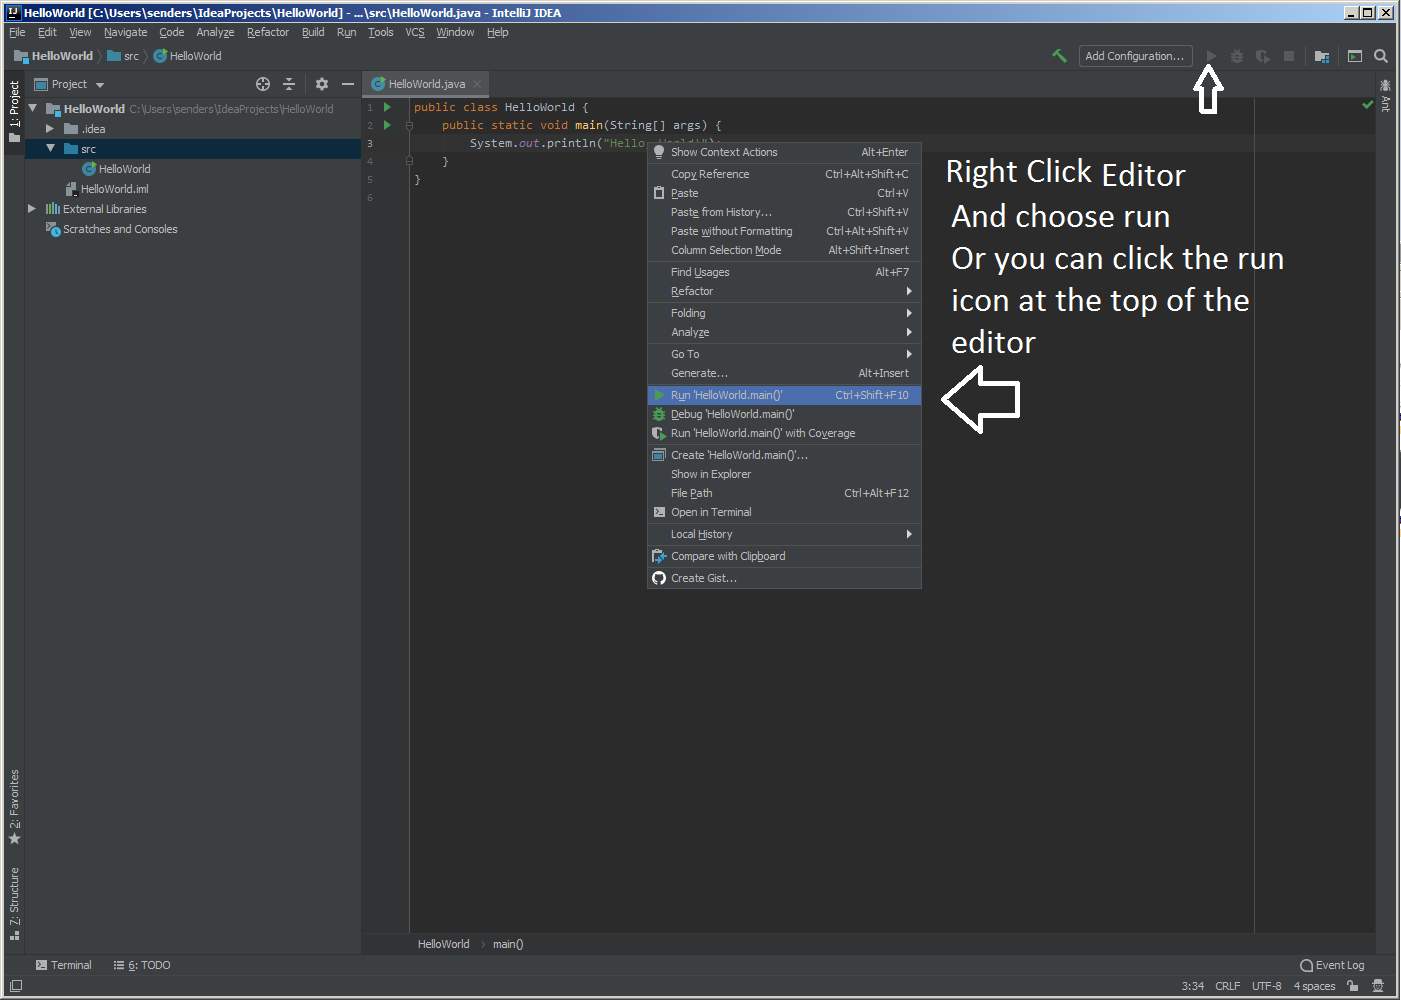 HelloWorld [C:\Users\senders\IdeaProjects\HelloWorld] - ...\src\HelloWorld.java - IntelliJ IDEA
File Edit View Navigate Code Analyze Refactor Build Run Tools VCS Window Help
HelloWorld src HelloWorld Add Configuration...
1: Project
Project
HelloWorld.java
Ant
HelloWorld C:\Users\senders\IdeaProjects\HelloWorld
.idea
src
HelloWorld
HelloWorld.iml
External Libraries
Scratches and Consoles
1 public class HelloWorld {
2 public static void main(String[] args) {
3 System.out.println("Hello, World!");
4 }
5 }
6
Show Context Actions Alt+Enter
Copy Reference Ctrl+Alt+Shift+C
Paste Ctrl+V
Paste from History... Ctrl+Shift+V
Paste without Formatting Ctrl+Alt+Shift+V
Column Selection Mode Alt+Shift+Insert
Find Usages Alt+F7
Refactor
Folding
Analyze
Go To
Generate... Alt+Insert
Run 'HelloWorld.main()' Ctrl+Shift+F10
Debug 'HelloWorld.main()'
Run 'HelloWorld.main()' with Coverage
Create 'HelloWorld.main()'...
Show in Explorer
File Path Ctrl+Alt+F12
Open in Terminal
Local History
Compare with Clipboard
Create Gist...
Right Click Editor
And choose run
Or you can click the run
icon at the top of the
editor
2: Favorites
7: Structure
HelloWorld main()
Terminal 6: TODO Event Log
3:34 CRLF UTF-8 4 spaces